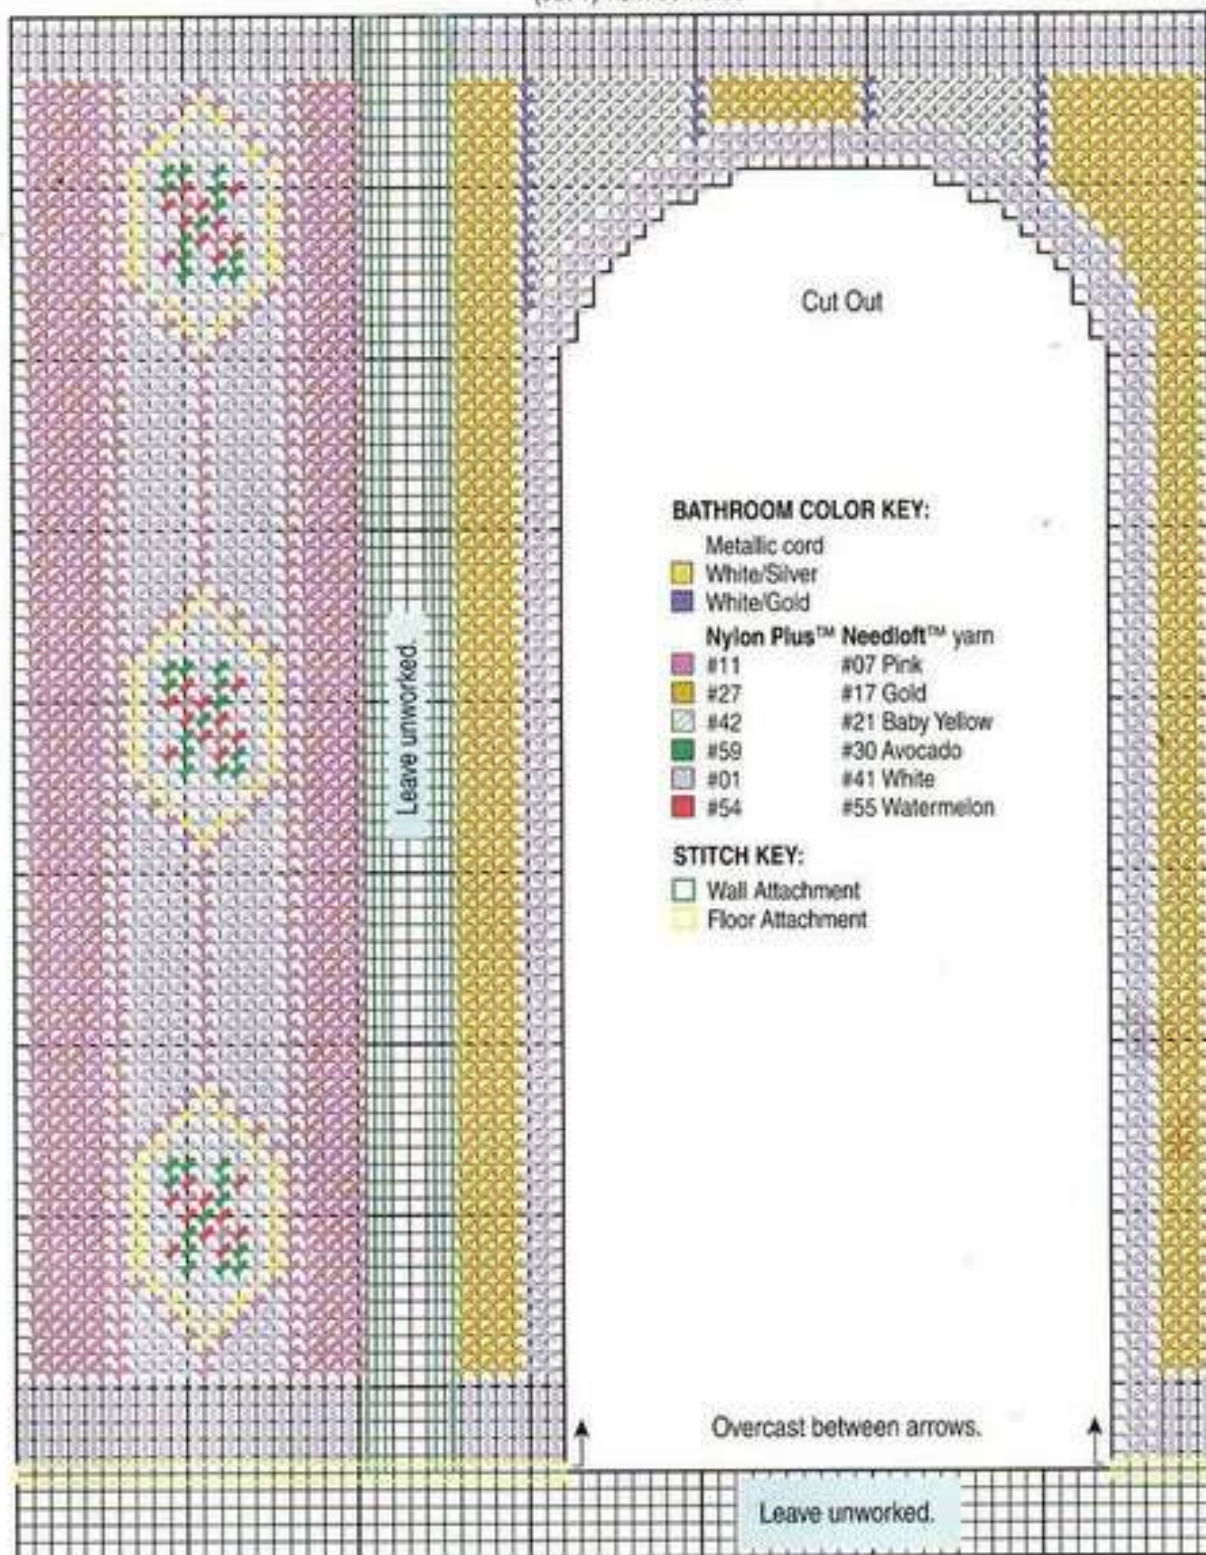 Cut Out
BATHROOM COLOR KEY:
Metallic cord
White/Silver
White/Gold
Nylon Plus™ Needloft™ yarn
#11 #07 Pink
#27 #17 Gold
#42 #21 Baby Yellow
#59 #30 Avocado
#01 #41 White
#54 #55 Watermelon
STITCH KEY:
Wall Attachment
Floor Attachment
Leave unworked.
Overcast between arrows.
Leave unworked.